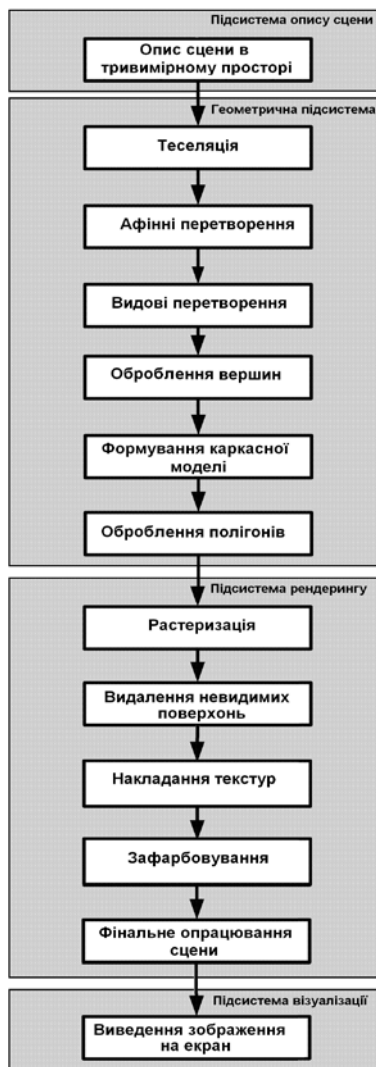 Підсистема опису сцени
Опис сцени в
тривимірному просторі
Геометрична підсистема
Теселяція
Афінні перетворення
Видові перетворення
Оброблення вершин
Формування каркасної
моделі
Оброблення полігонів
Підсистема рендерингу
Растеризація
Видалення невидимих
поверхонь
Накладання текстур
Зафарбовування
Фінальне опрацювання
сцени
Підсистема візуалізації
Виведення зображення
на екран